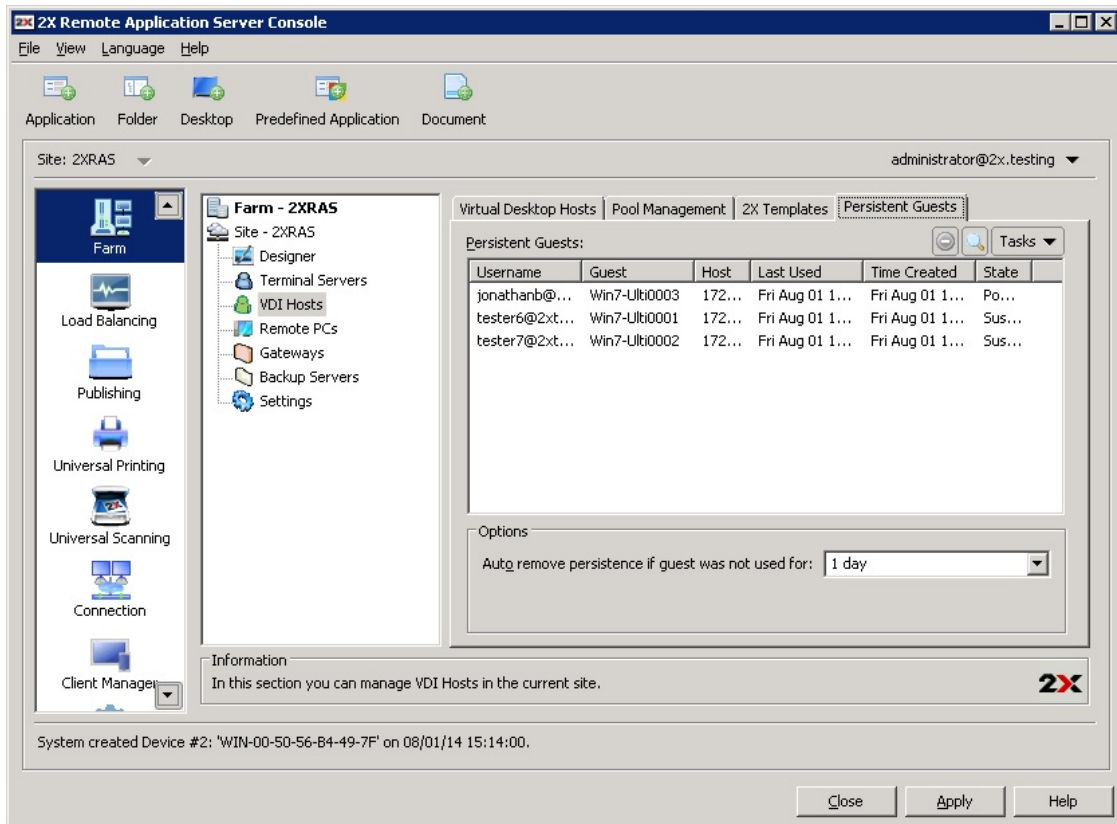 2X Remote Application Server Console
File View Language Help
Application Folder Desktop Predefined Application Document
Site: 2XRAS administrator@2x.testing
Farm
Load Balancing
Publishing
Universal Printing
Universal Scanning
2X
Connection
Client Manager
Farm - 2XRAS
Site - 2XRAS
Designer
Terminal Servers
VDI Hosts
Remote PCs
Gateways
Backup Servers
Settings
Virtual Desktop Hosts Pool Management 2X Templates Persistent Guests
Persistent Guests: Tasks
Username Guest Host Last Used Time Created State
jonathanb@... Win7-Ulti0003 172... Fri Aug 01 1... Fri Aug 01 1... Po...
tester6@2xt... Win7-Ulti0001 172... Fri Aug 01 1... Fri Aug 01 1... Sus...
tester7@2xt... Win7-Ulti0002 172... Fri Aug 01 1... Fri Aug 01 1... Sus...
Options
Auto remove persistence if guest was not used for: 1 day
Information
In this section you can manage VDI Hosts in the current site. 2X
System created Device #2: 'WIN-00-50-56-B4-49-7F' on 08/01/14 15:14:00.
Close Apply Help